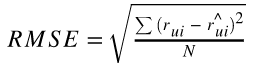 RMSE = √(∑(r_ui − r^_ui)² / N)